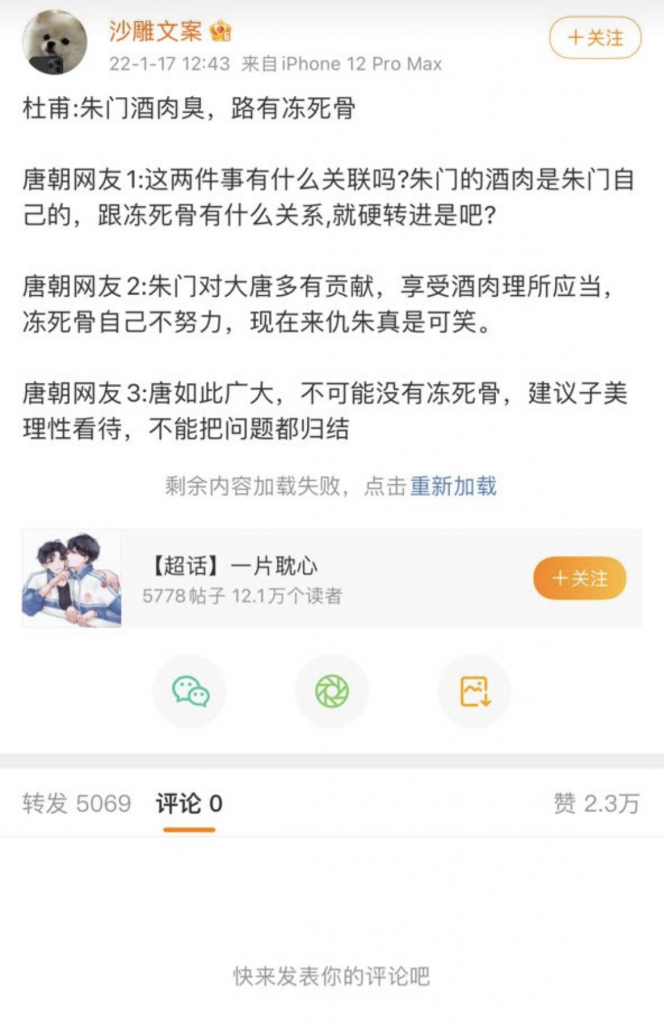 沙雕文案
+关注
22-1-17 12:43 来自iPhone 12 Pro Max
杜甫:朱门酒肉臭，路有冻死骨
唐朝网友1:这两件事有什么关联吗?朱门的酒肉是朱门自
己的，跟冻死骨有什么关系,就硬转进是吧?
唐朝网友2:朱门对大唐多有贡献，享受酒肉理所应当，
冻死骨自己不努力，现在来仇朱真是可笑。
唐朝网友3:唐如此广大，不可能没有冻死骨，建议子美
理性看待，不能把问题都归结
剩余内容加载失败，点击重新加载
【超话】一片耽心
+关注
5778帖子 12.1万个读者
转发 5069 评论 0 赞 2.3万
快来发表你的评论吧